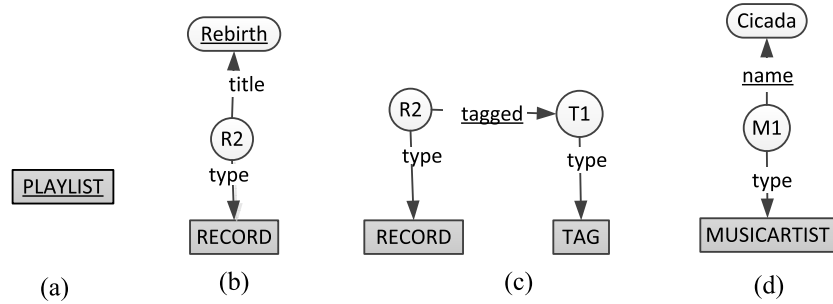 PLAYLIST
(a)
Rebirth
title
R2
type
RECORD
(b)
R2 tagged T1
type type
RECORD TAG
(c)
Cicada
name
M1
type
MUSICARTIST
(d)